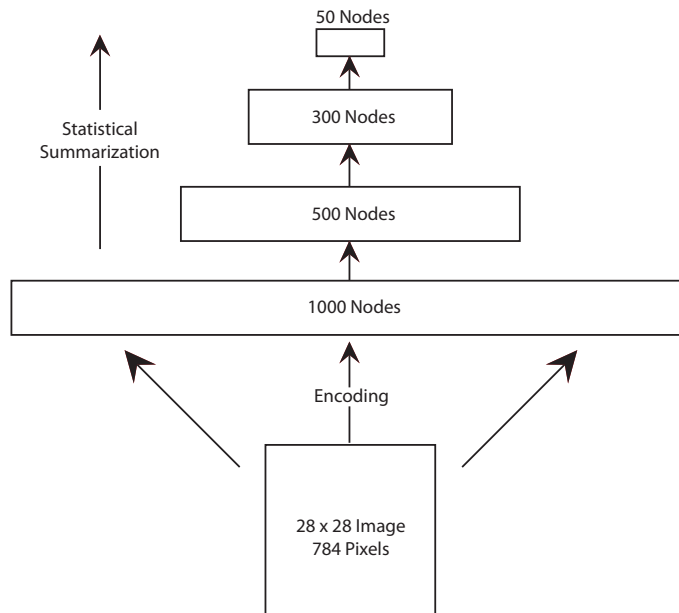 50 Nodes
300 Nodes
Statistical
Summarization
500 Nodes
1000 Nodes
Encoding
28 x 28 Image
784 Pixels